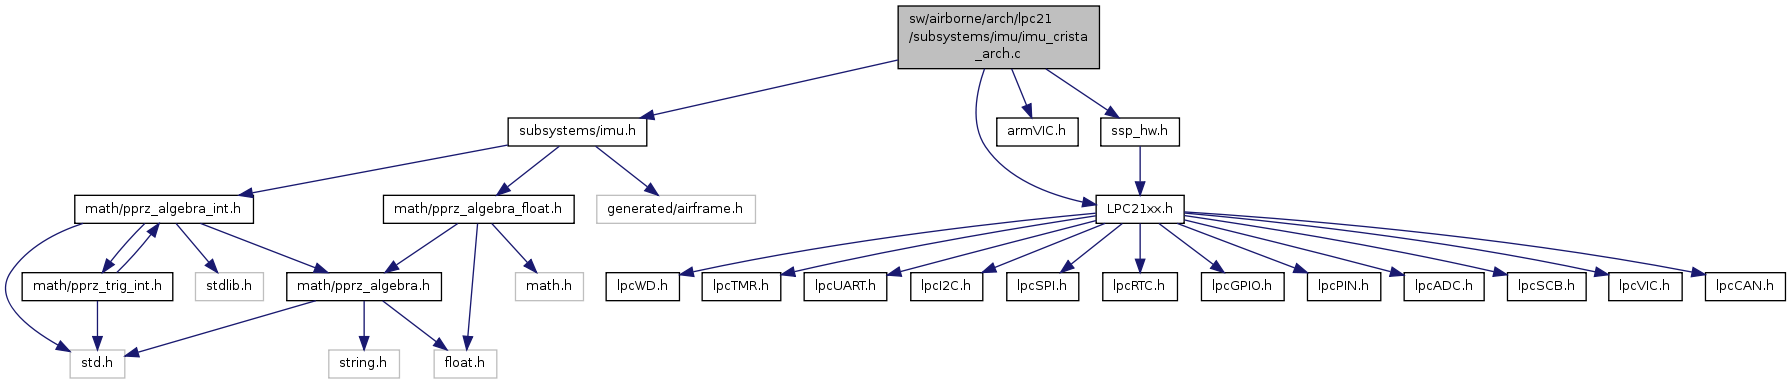 sw/airborne/arch/lpc21
/subsystems/imu/imu_crista
_arch.c
subsystems/imu.h
armVIC.h
ssp_hw.h
math/pprz_algebra_int.h
math/pprz_algebra_float.h
generated/airframe.h
LPC21xx.h
math/pprz_trig_int.h
stdlib.h
math/pprz_algebra.h
math.h
lpcWD.h
lpcTMR.h
lpcUART.h
lpcI2C.h
lpcSPI.h
lpcRTC.h
lpcGPIO.h
lpcPIN.h
lpcADC.h
lpcSCB.h
lpcVIC.h
lpcCAN.h
std.h
string.h
float.h